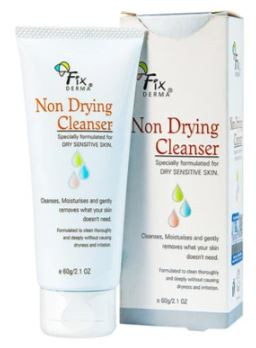 Fix
DERMA
Non Drying
Cleanser
Specially formulated for
DRY SENSITIVE SKIN.
Cleanses, Moisturises and gently
removes what your skin
doesn't need.
Formulated to clean thoroughly
and deeply without causing
dryness and irritation.
e 60g/2.1 OZ
Fix
DERMA
Non Drying
Cleanser
Specially formulated for
DRY SENSITIVE SKIN.
Cleanses, Moisturises and gently
removes what your skin
doesn't need.
Formulated to clean thoroughly
and deeply without causing
dryness and irritation.
e 60g/2.1 OZ